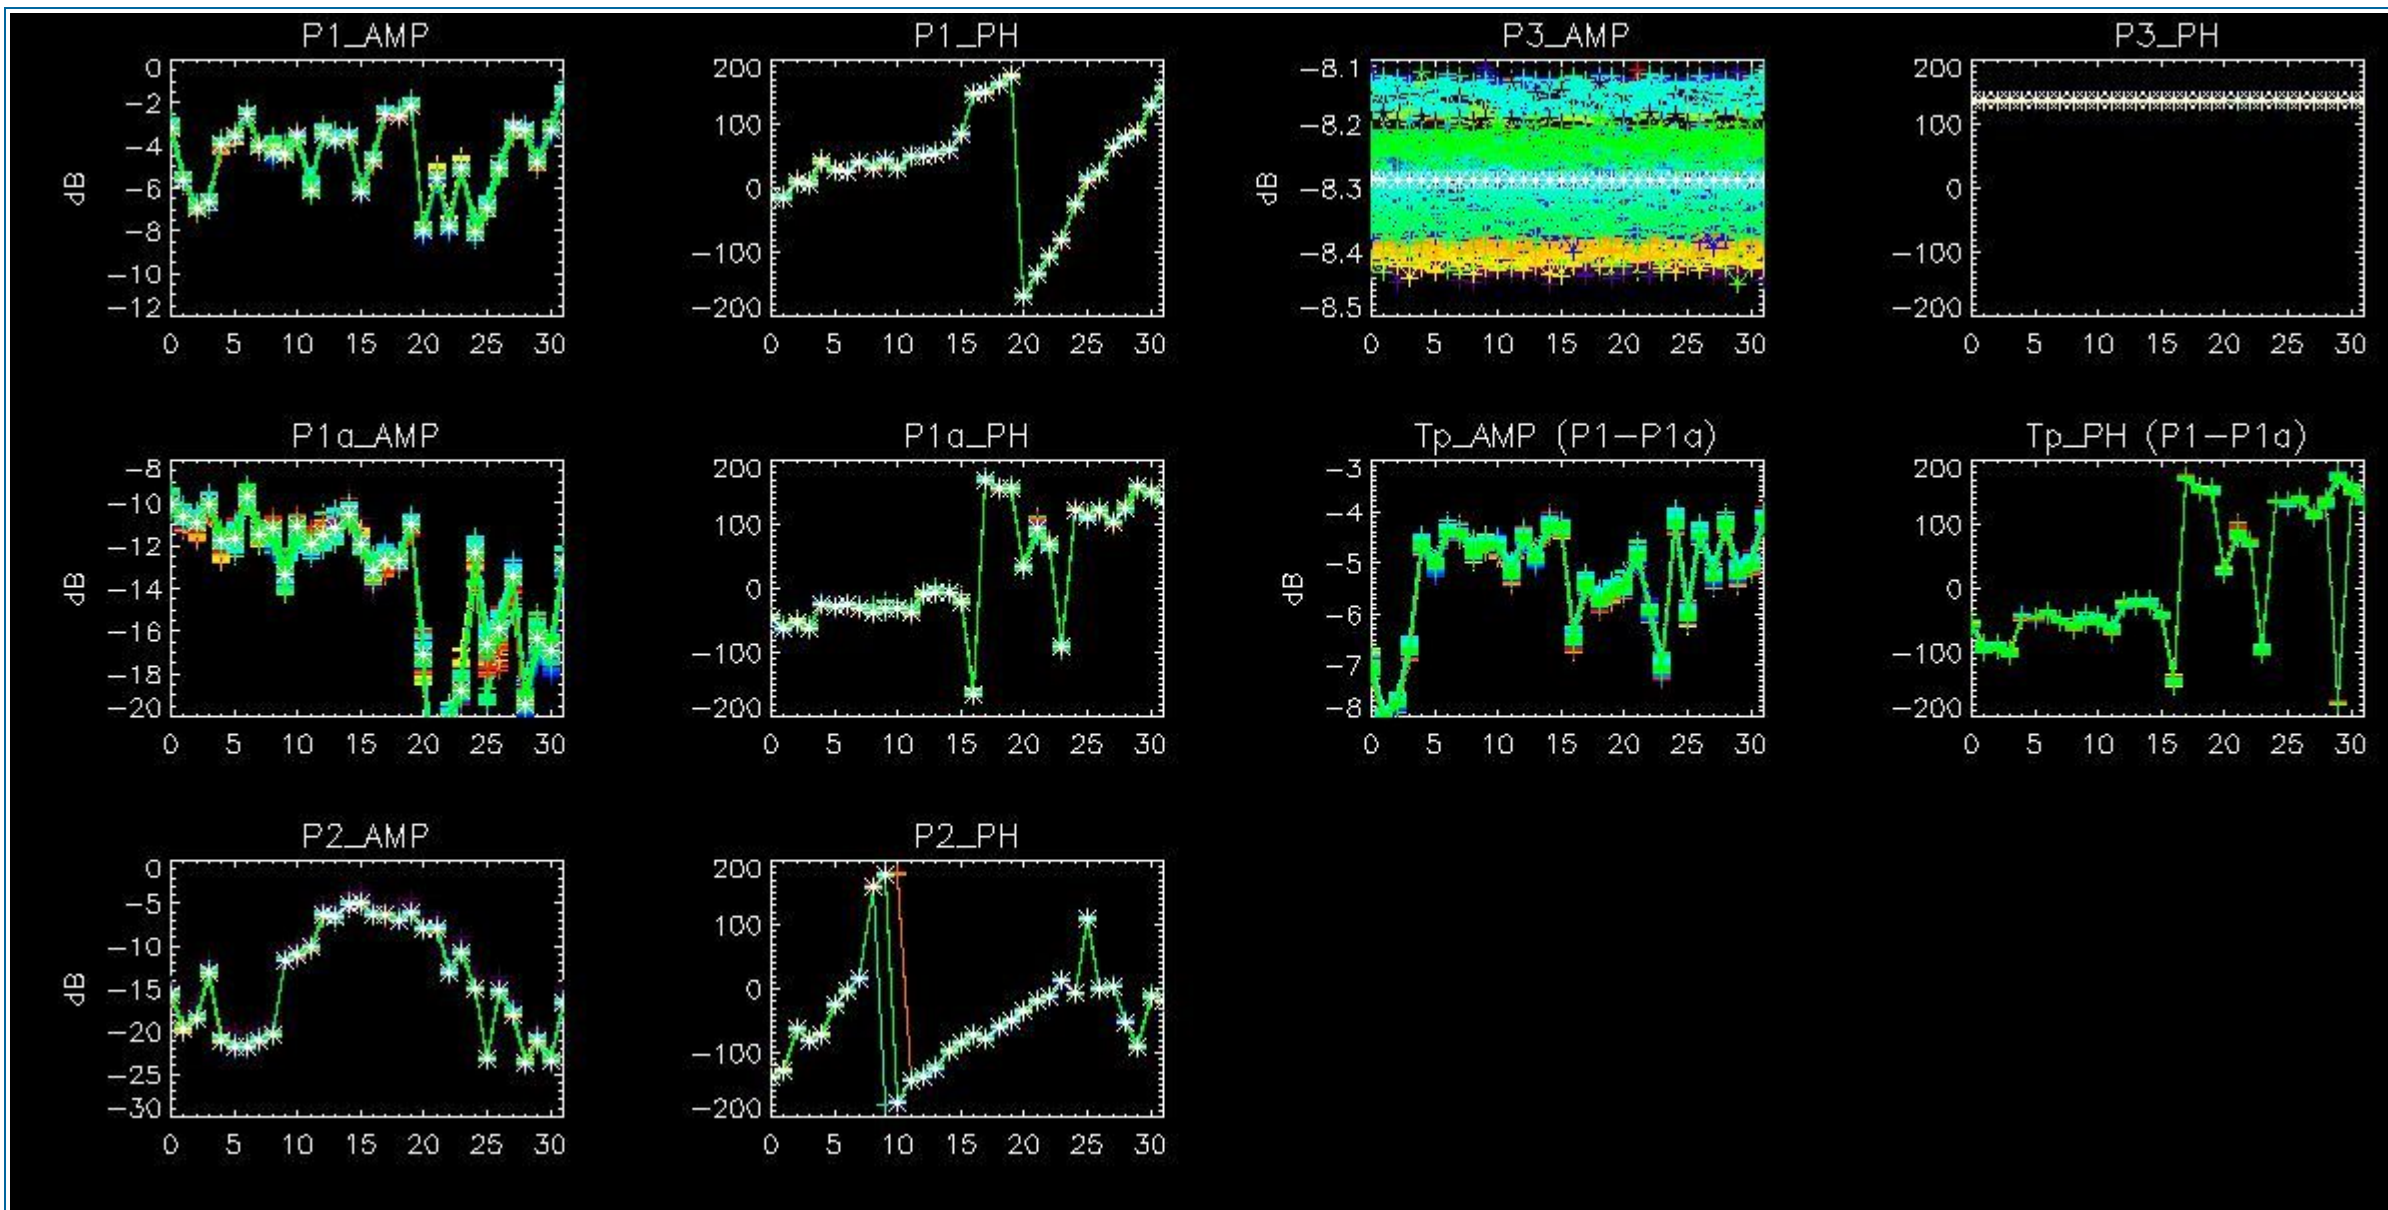 P1_AMP
P1_PH
P3_AMP
P3_PH
0
−2
−4
−6
−8
−10
−12
dB
0 5 10 15 20 25 30
200
100
0
−100
−200
0 5 10 15 20 25 30
−8.1
−8.2
−8.3
−8.4
−8.5
dB
0 5 10 15 20 25 30
200
100
0
−100
−200
0 5 10 15 20 25 30
P1a_AMP
P1a_PH
Tp_AMP (P1−P1a)
Tp_PH (P1−P1a)
−8
−10
−12
−14
−16
−18
−20
dB
0 5 10 15 20 25 30
200
100
0
−100
−200
0 5 10 15 20 25 30
−3
−4
−5
−6
−7
−8
dB
0 5 10 15 20 25 30
200
100
0
−100
−200
0 5 10 15 20 25 30
P2_AMP
P2_PH
0
−5
−10
−15
−20
−25
−30
dB
0 5 10 15 20 25 30
200
100
0
−100
−200
0 5 10 15 20 25 30